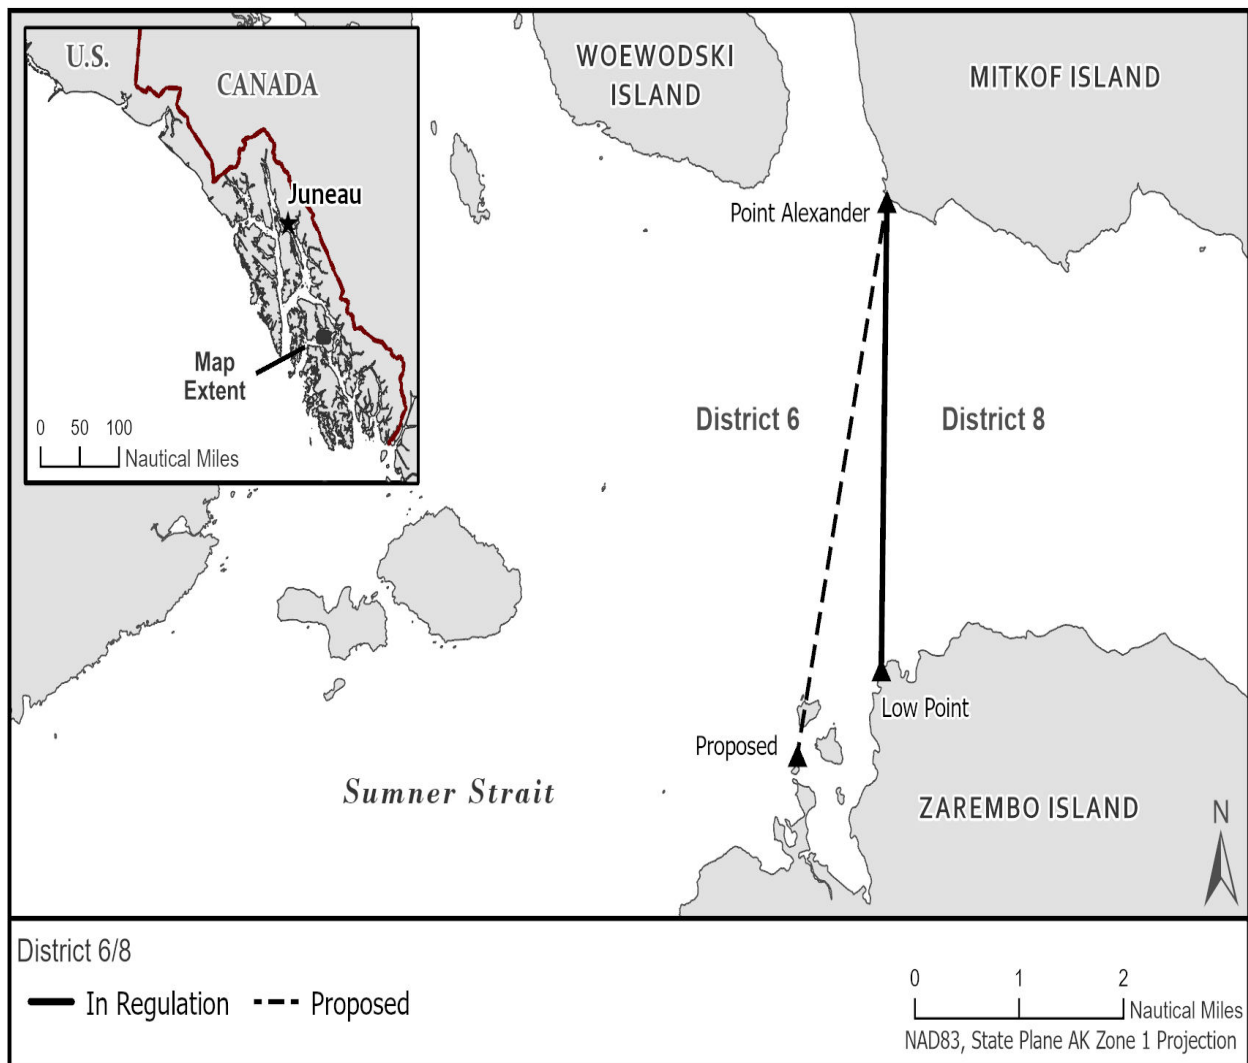 U.S.
CANADA
Juneau
Map
Extent
0 50 100
Nautical Miles
WOEWODSKI
ISLAND
MITKOF ISLAND
Point Alexander
District 6
District 8
Low Point
Proposed
Sumner Strait
ZAREMBO ISLAND
N
District 6/8
In Regulation
Proposed
0 1 2
Nautical Miles
NAD83, State Plane AK Zone 1 Projection